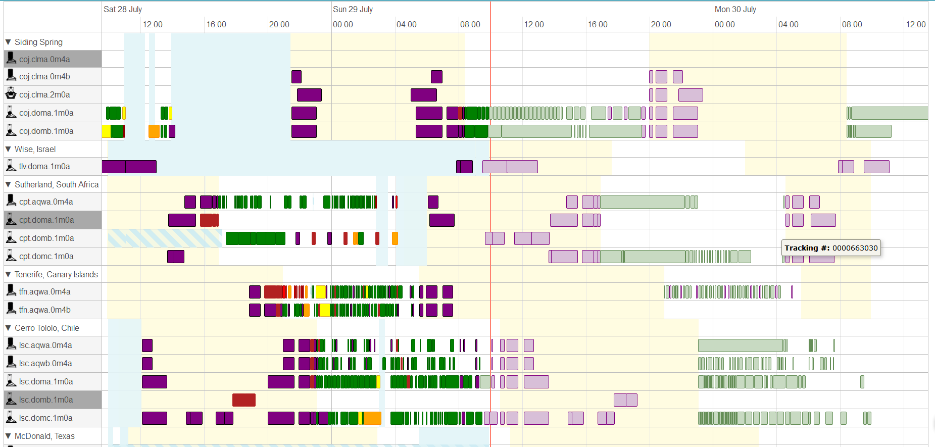 Sat 28 July
Sun 29 July
Mon 30 July
12 00
16 00
20 00
00 00
04 00
08 00
12 00
16 00
20 00
00 00
04 00
08 00
12 00
▼ Siding Spring
coj.clma.0m4a
coj.clma.0m4b
coj.clma.2m0a
coj.doma.1m0a
coj.domb.1m0a
▼ Wise, Israel
tlv.doma.1m0a
▼ Sutherland, South Africa
cpt.aqwa.0m4a
cpt.doma.1m0a
cpt.domb.1m0a
cpt.domc.1m0a
Tracking #: 0000663030
▼ Tenerife, Canary Islands
tfn.aqwa.0m4a
tfn.aqwa.0m4b
▼ Cerro Tololo, Chile
lsc.aqwa.0m4a
lsc.aqwb.0m4a
lsc.doma.1m0a
lsc.domb.1m0a
lsc.domc.1m0a
▼ McDonald, Texas